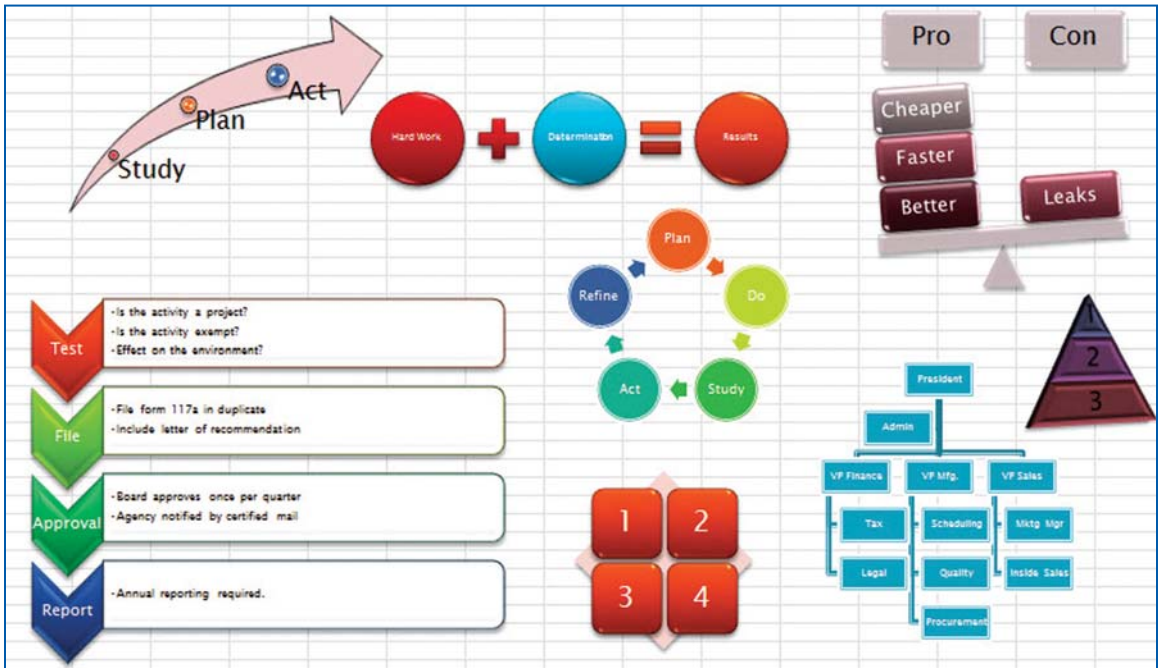 Act
Plan
Study
Hard Work
Determination
Results
Pro
Con
Cheaper
Faster
Better
Leaks
Test
-Is the activity a project?
-Is the activity exempt?
-Effect on the environment?
File
-File form 117a in duplicate
-Include letter of recommendation
Approval
-Board approves once per quarter
-Agency notified by certified mail
Report
-Annual reporting required.
Plan
Do
Study
Act
Refine
1
2
3
4
1
2
3
President
Admin
VP Finance
VP Mfg.
VP Sales
Tax
Scheduling
Mktg Mgr
Legal
Quality
Inside Sales
Procurement